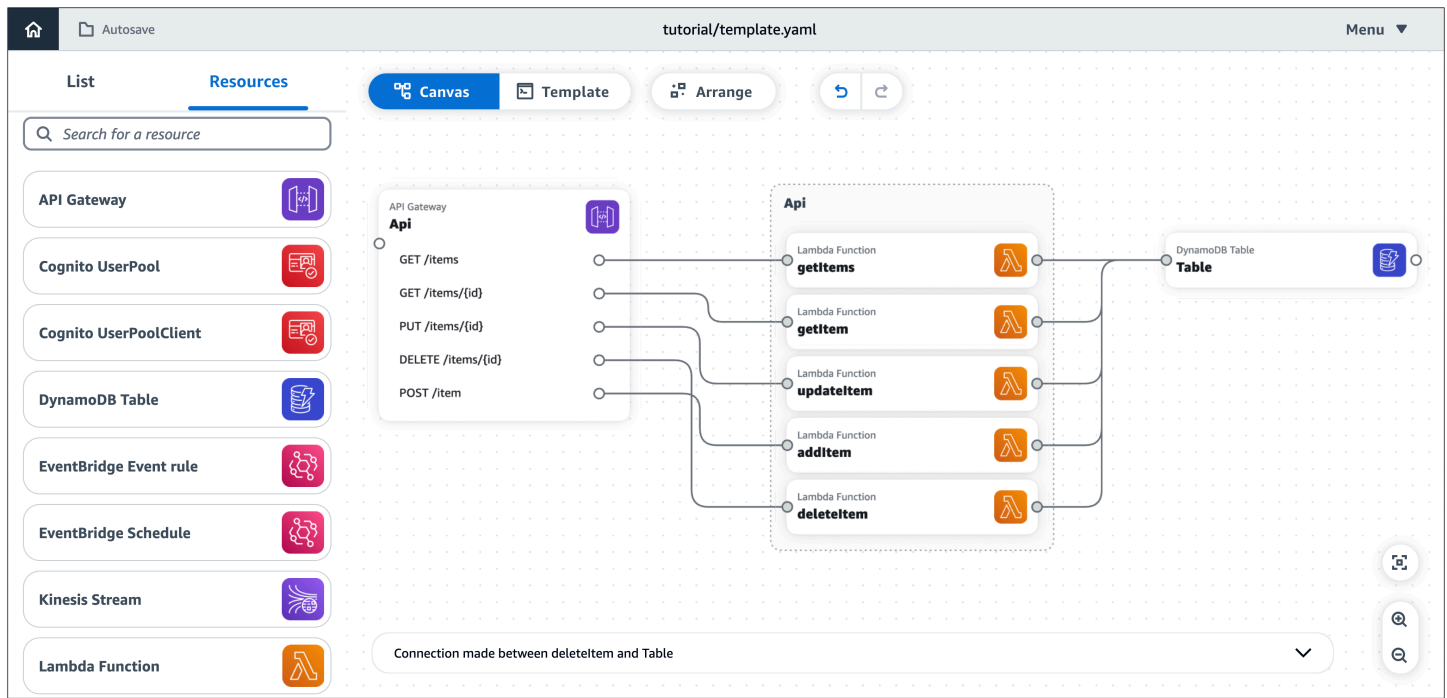 Autosave
tutorial/template.yaml
Menu
List
Resources
Canvas
Template
Arrange
Search for a resource
API Gateway
Cognito UserPool
Cognito UserPoolClient
DynamoDB Table
EventBridge Event rule
EventBridge Schedule
Kinesis Stream
Lambda Function
API Gateway
Api
GET /items
GET /items/{id}
PUT /items/{id}
DELETE /items/{id}
POST /item
Api
Lambda Function
getItems
Lambda Function
getItem
Lambda Function
updateItem
Lambda Function
addItem
Lambda Function
deleteItem
DynamoDB Table
Table
Connection made between deleteItem and Table